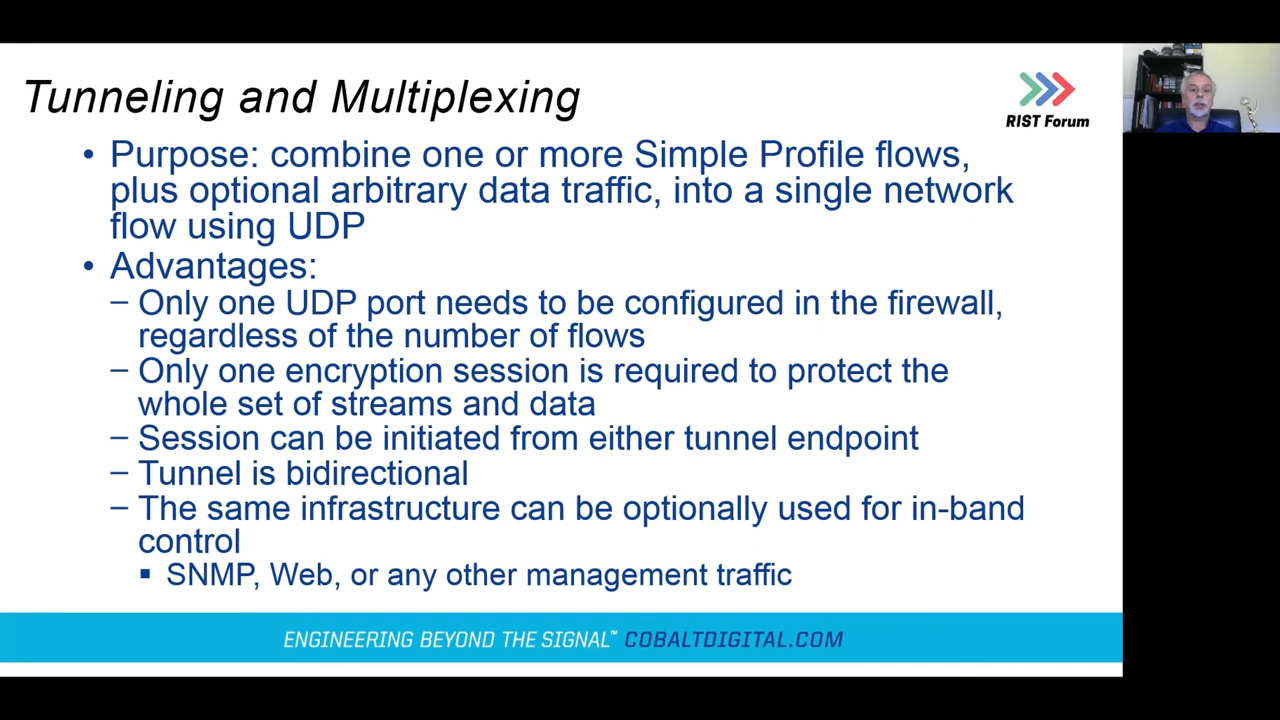 Tunneling and Multiplexing
RIST Forum
• Purpose: combine one or more Simple Profile flows,
plus optional arbitrary data traffic, into a single network
flow using UDP
• Advantages:
– Only one UDP port needs to be configured in the firewall,
regardless of the number of flows
– Only one encryption session is required to protect the
whole set of streams and data
– Session can be initiated from either tunnel endpoint
– Tunnel is bidirectional
– The same infrastructure can be optionally used for in-band
control
▪ SNMP, Web, or any other management traffic
ENGINEERING BEYOND THE SIGNAL™ COBALTDIGITAL.COM